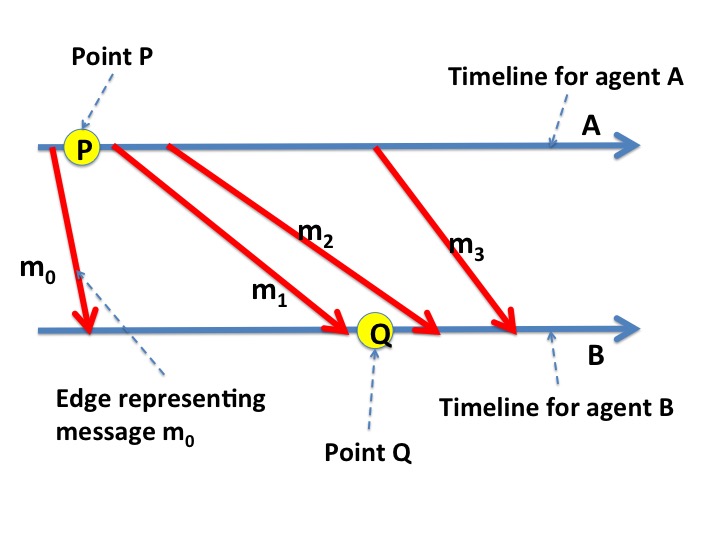 Point P
Timeline for agent A
A
P
m₂
m₃
m₀
m₁
Q
B
Edge representing
message m₀
Timeline for agent B
Point Q